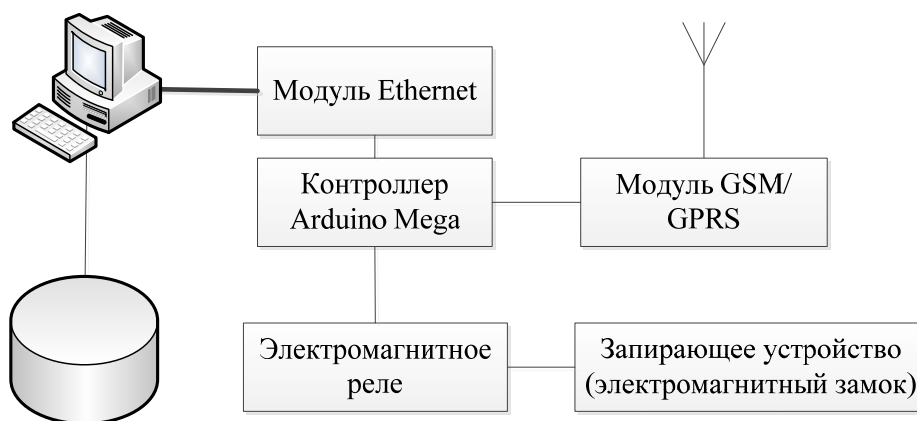 Модуль Ethernet
Контроллер
Arduino Mega
Модуль GSM/
GPRS
Электромагнитное
реле
Запирающее устройство
(электромагнитный замок)